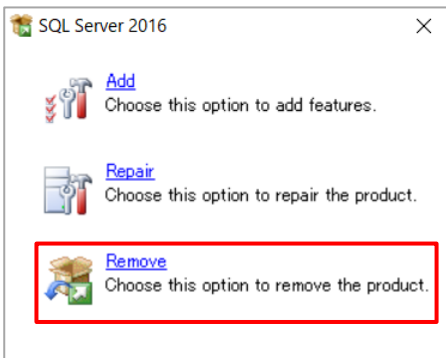 SQL Server 2016
Add
Choose this option to add features.
Repair
Choose this option to repair the product.
Remove
Choose this option to remove the product.